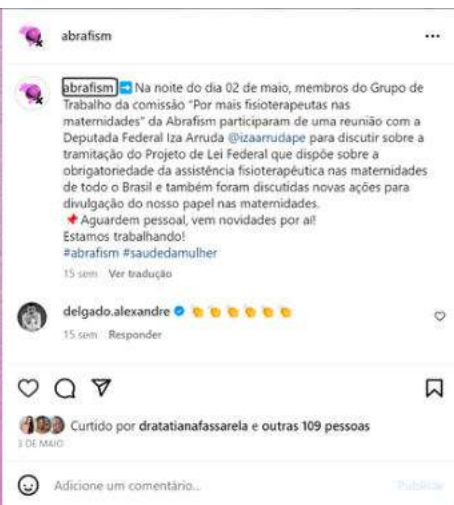 abrafism
abrafism ➡️ Na noite do dia 02 de maio, membros do Grupo de
Trabalho da comissão "Por mais fisioterapeutas nas
maternidades" da Abrafism participaram de uma reunião com a
Deputada Federal Iza Arruda @izaarrudape para discutir sobre a
tramitação do Projeto de Lei Federal que dispõe sobre a
obrigatoriedade da assistência fisioterapêutica nas maternidades
de todo o Brasil e também foram discutidas novas ações para
divulgação do nosso papel nas maternidades.
📌 Aguardem pessoal, vem novidades por aí!
Estamos trabalhando!
#abrafism #saudedamulher
15 sem Ver tradução
delgado.alexandre 👏👏👏👏👏👏
15 sem Responder
Curtido por dratatianafassarela e outras 109 pessoas
3 DE MAIO
Adicione um comentário... Publicar